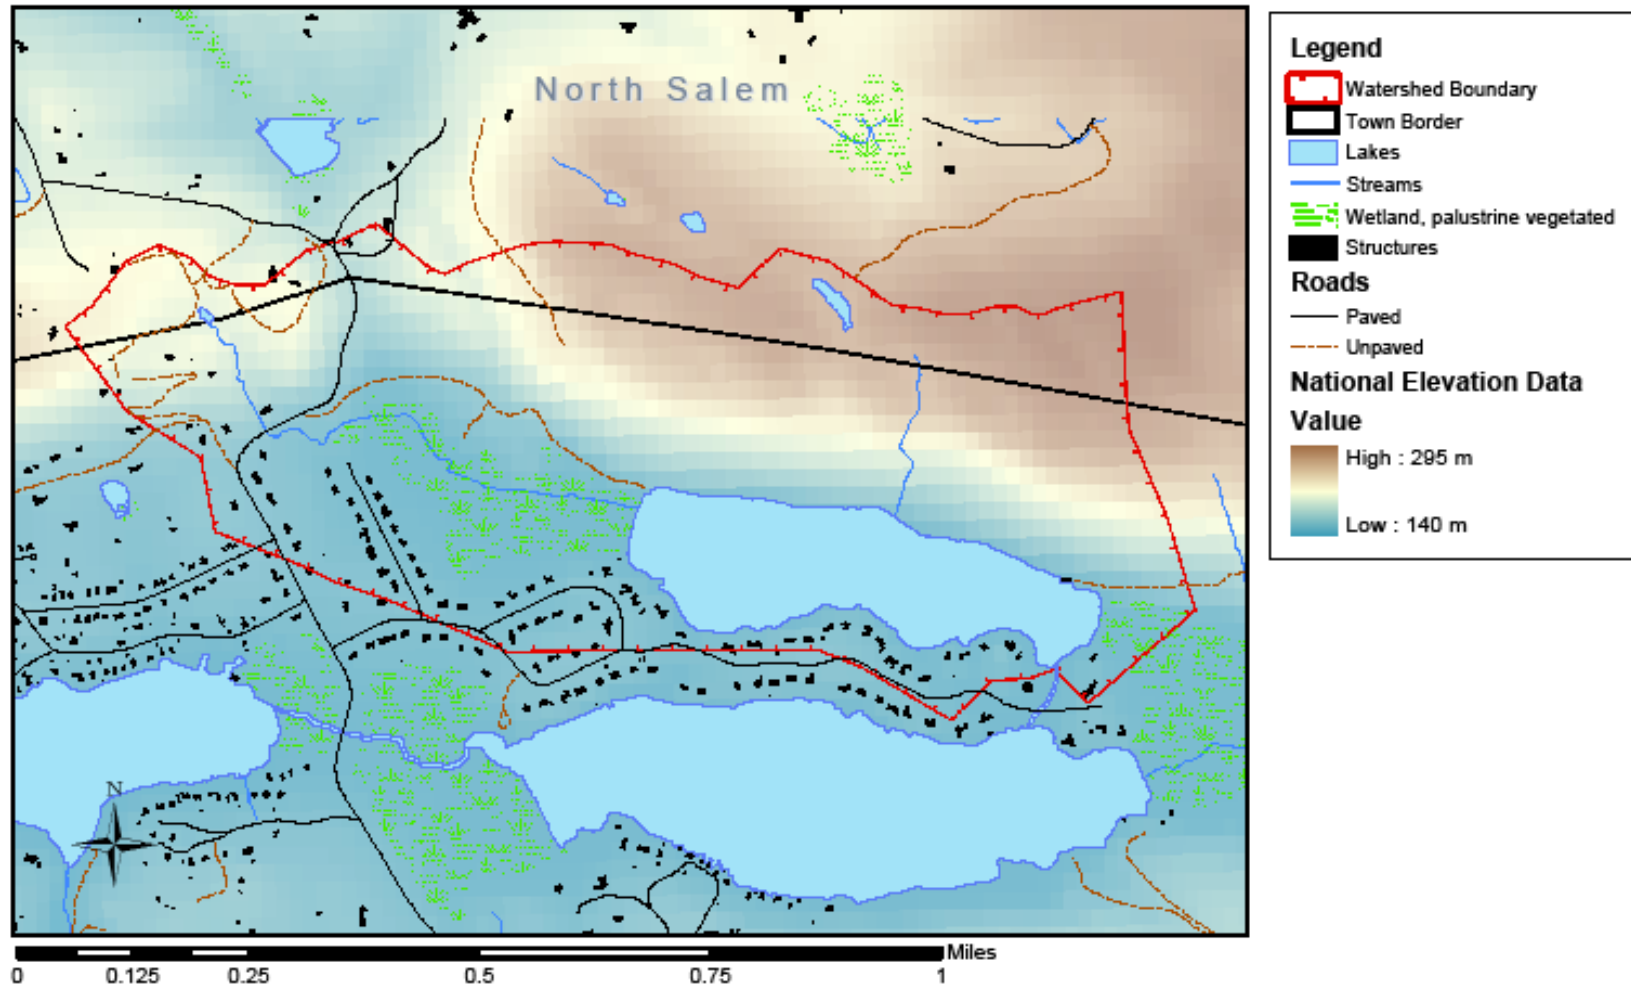 North Salem
Legend
Watershed Boundary
Town Border
Lakes
Streams
Wetland, palustrine vegetated
Structures
Roads
Paved
Unpaved
National Elevation Data
Value
High : 295 m
Low : 140 m
N
Miles
0 0.125 0.25 0.5 0.75 1